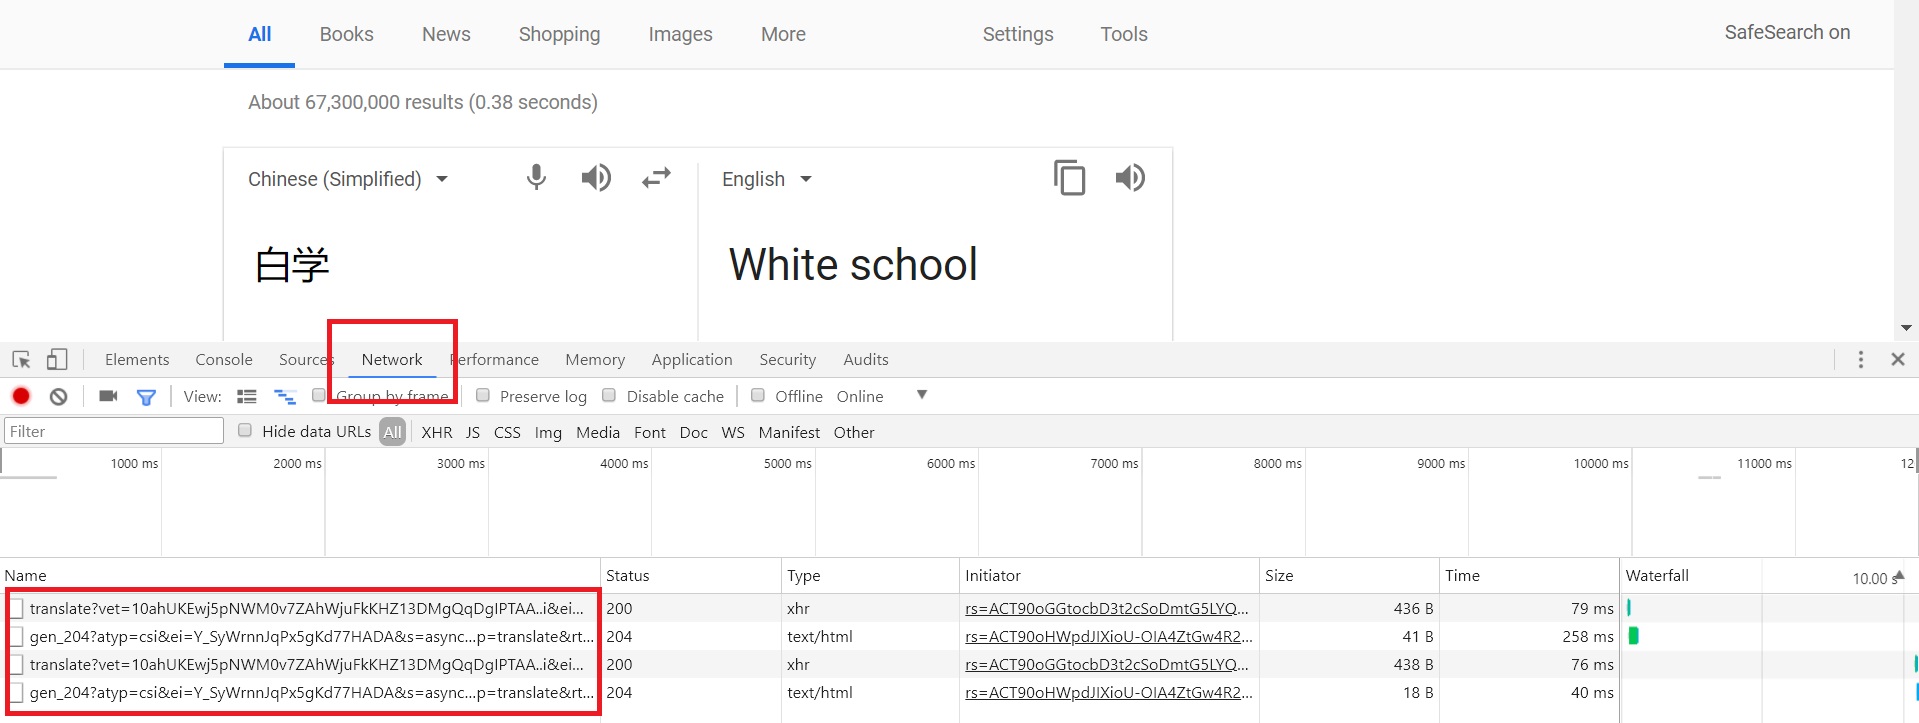 All Books News Shopping Images More Settings Tools SafeSearch on
About 67,300,000 results (0.38 seconds)
Chinese (Simplified) English
白学 White school
Elements Console Sources Network Performance Memory Application Security Audits
View: Group by frame Preserve log Disable cache Offline Online
Filter Hide data URLs All XHR JS CSS Img Media Font Doc WS Manifest Other
1000 ms 2000 ms 3000 ms 4000 ms 5000 ms 6000 ms 7000 ms 8000 ms 9000 ms 10000 ms 11000 ms 12
Name Status Type Initiator Size Time Waterfall 10.00 s
translate?vet=10ahUKEwj5pNWM0v7ZAhWjuFkKHZ13DMgQqDgIPTAA..i&ei... 200 xhr rs=ACT90oGGtocbD3t2cSoDmtG5LYQ... 436 B 79 ms
gen_204?atyp=csi&ei=Y_SyWrnnJqPx5gKd77HADA&s=async...p=translate&rt... 204 text/html rs=ACT90oHWpdJIXioU-OIA4ZtGw4R2... 41 B 258 ms
translate?vet=10ahUKEwj5pNWM0v7ZAhWjuFkKHZ13DMgQqDgIPTAA..i&ei... 200 xhr rs=ACT90oGGtocbD3t2cSoDmtG5LYQ... 438 B 76 ms
gen_204?atyp=csi&ei=Y_SyWrnnJqPx5gKd77HADA&s=async...p=translate&rt... 204 text/html rs=ACT90oHWpdJIXioU-OIA4ZtGw4R2... 18 B 40 ms